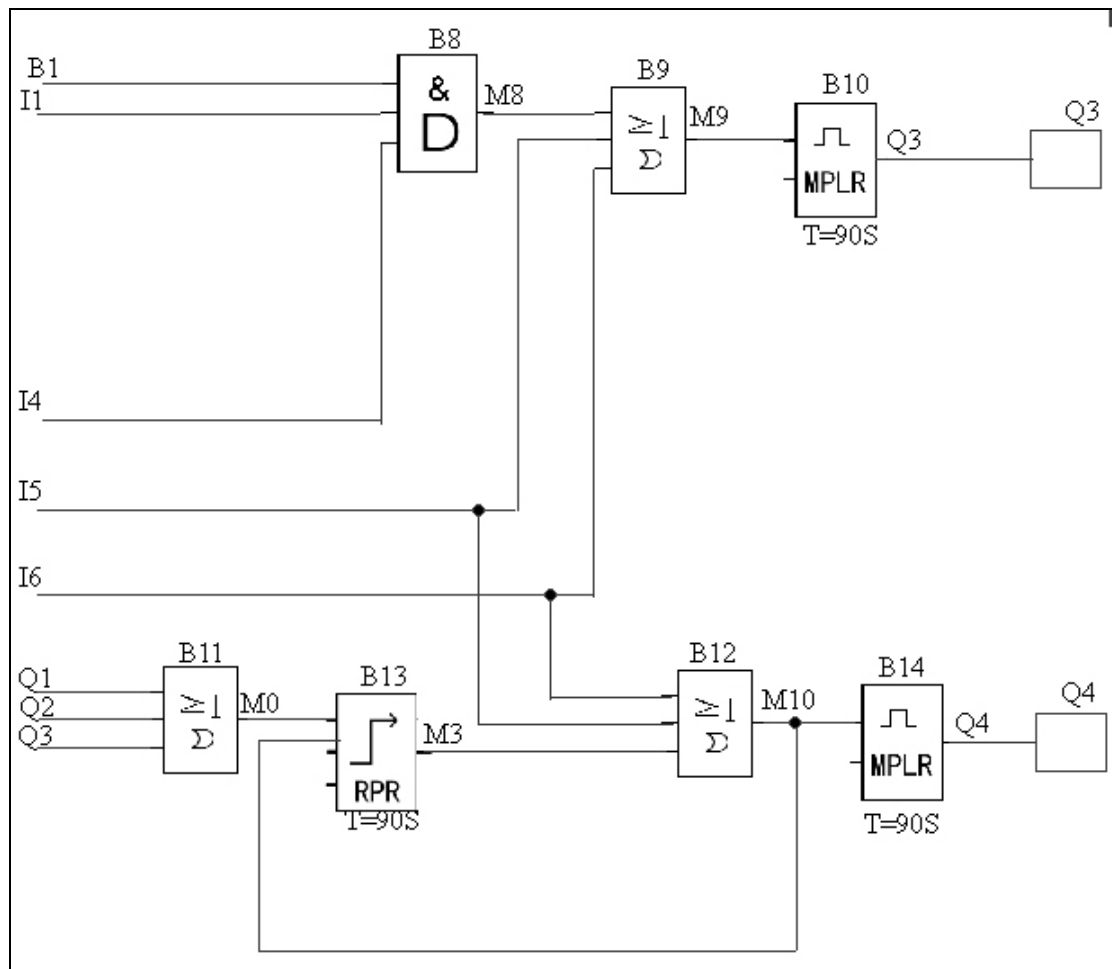 B8
B1
I1
&
D
M8
B9
≥1
Σ
M9
B10
MPLR
T=90S
Q3
Q3
I4
I5
I6
B11
Q1
Q2
Q3
≥1
Σ
M0
B13
RPR
T=90S
M3
B12
≥1
Σ
M10
B14
MPLR
T=90S
Q4
Q4